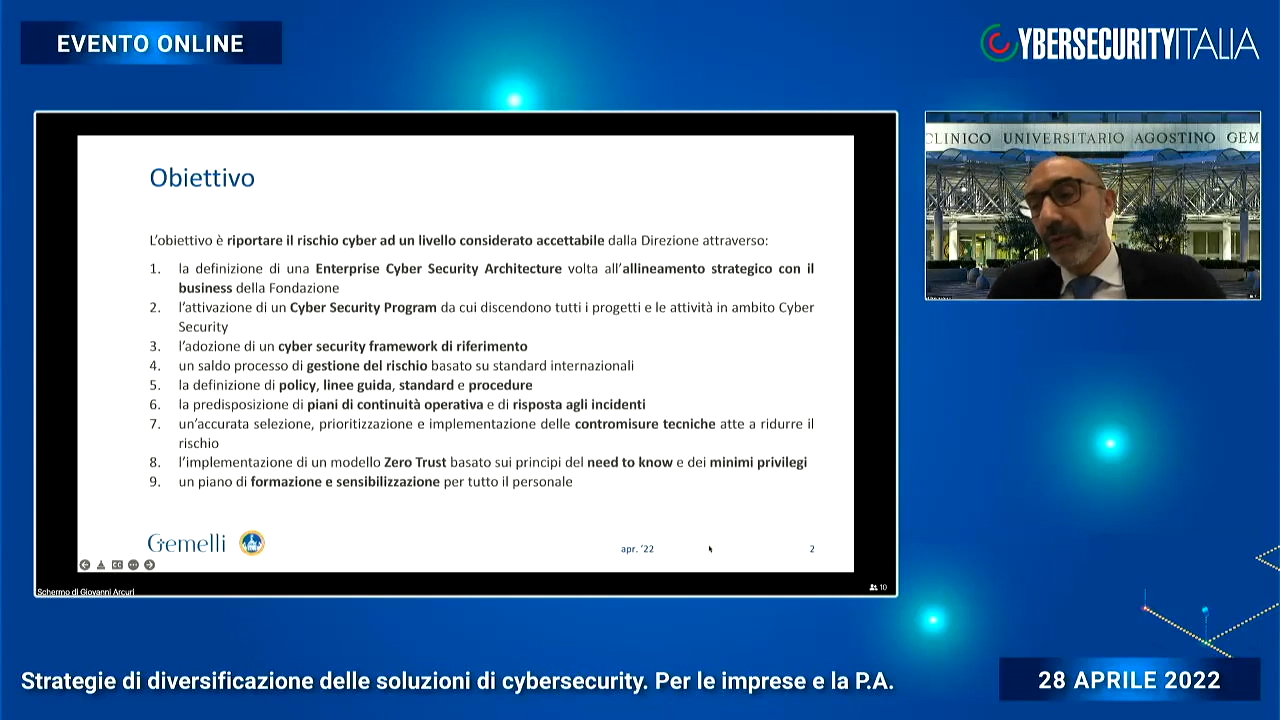 EVENTO ONLINE
CYBERSECURITYITALIA
CLINICO UNIVERSITARIO AGOSTINO GEM
Obiettivo
L'obiettivo è riportare il rischio cyber ad un livello considerato accettabile dalla Direzione attraverso:
1. la definizione di una Enterprise Cyber Security Architecture volta all'allineamento strategico con il
business della Fondazione
2. l'attivazione di un Cyber Security Program da cui discendono tutti i progetti e le attività in ambito Cyber
Security
3. l'adozione di un cyber security framework di riferimento
4. un saldo processo di gestione del rischio basato su standard internazionali
5. la definizione di policy, linee guida, standard e procedure
6. la predisposizione di piani di continuità operativa e di risposta agli incidenti
7. un'accurata selezione, prioritizzazione e implementazione delle contromisure tecniche atte a ridurre il
rischio
8. l'implementazione di un modello Zero Trust basato sui principi del need to know e dei minimi privilegi
9. un piano di formazione e sensibilizzazione per tutto il personale
Gemelli
apr. '22
2
Schermo di Giovanni Arcuri
10
Strategie di diversificazione delle soluzioni di cybersecurity. Per le imprese e la P.A.
28 APRILE 2022